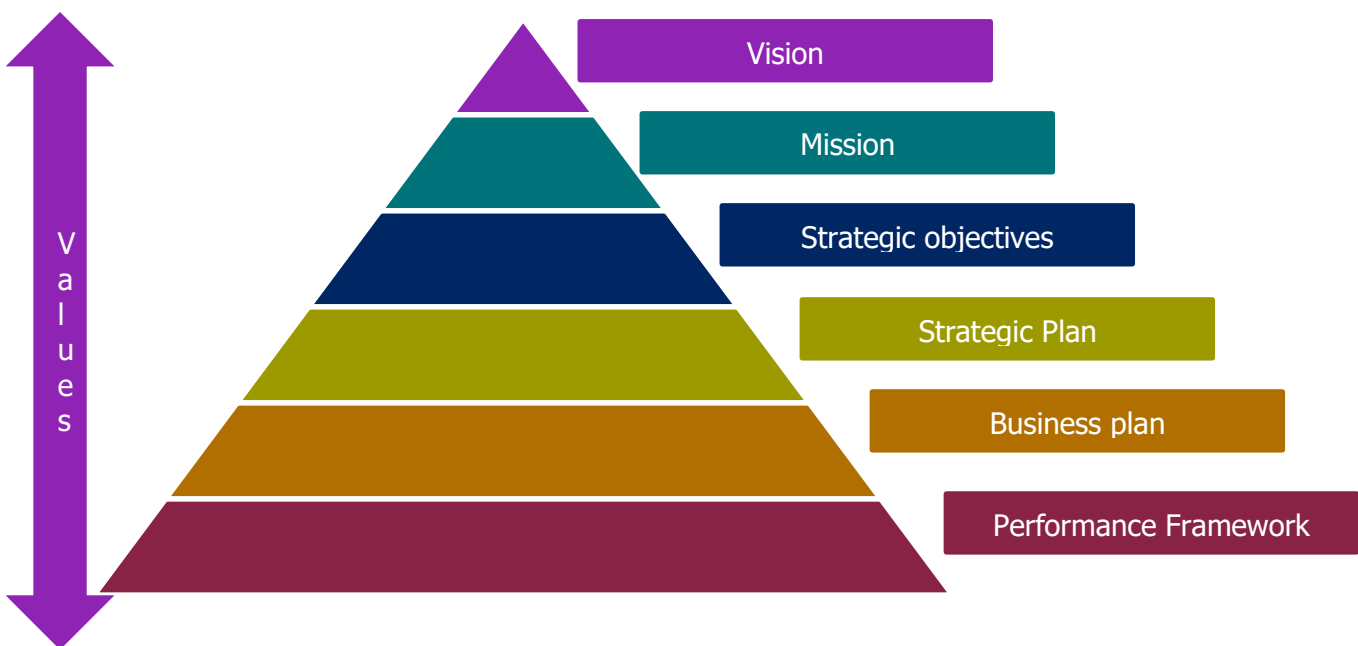 Vision
Mission
Strategic objectives
Strategic Plan
Business plan
Performance Framework
Values